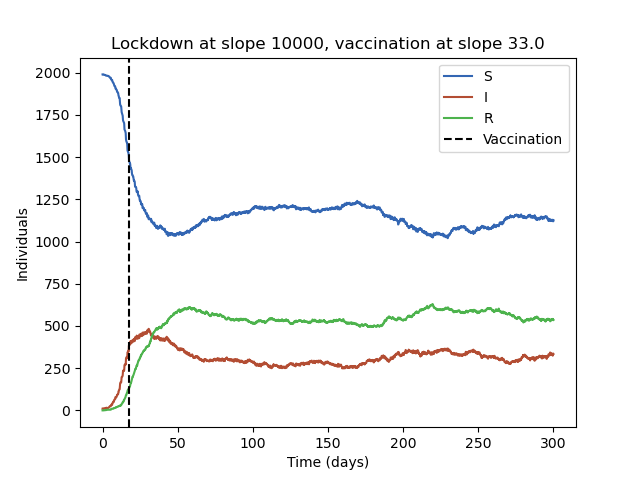 Lockdown at slope 10000, vaccination at slope 33.0
2000
1750
1500
1250
1000
750
500
250
0
Individuals
S
I
R
Vaccination
0
50
100
150
200
250
300
Time (days)